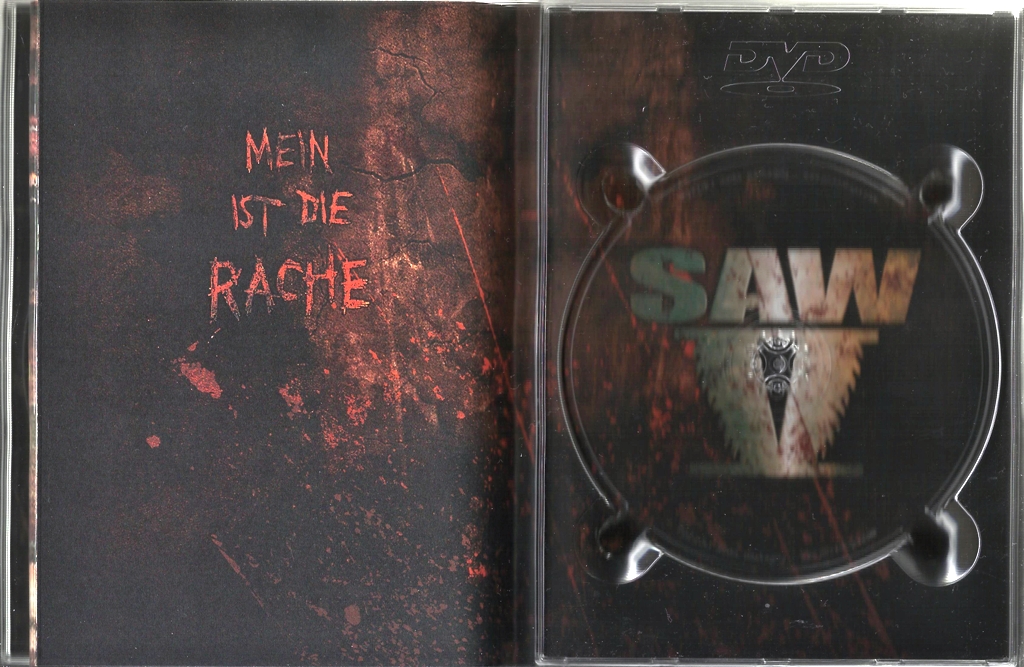 MEIN
IST DIE
RACHE
DVD
SAW
V